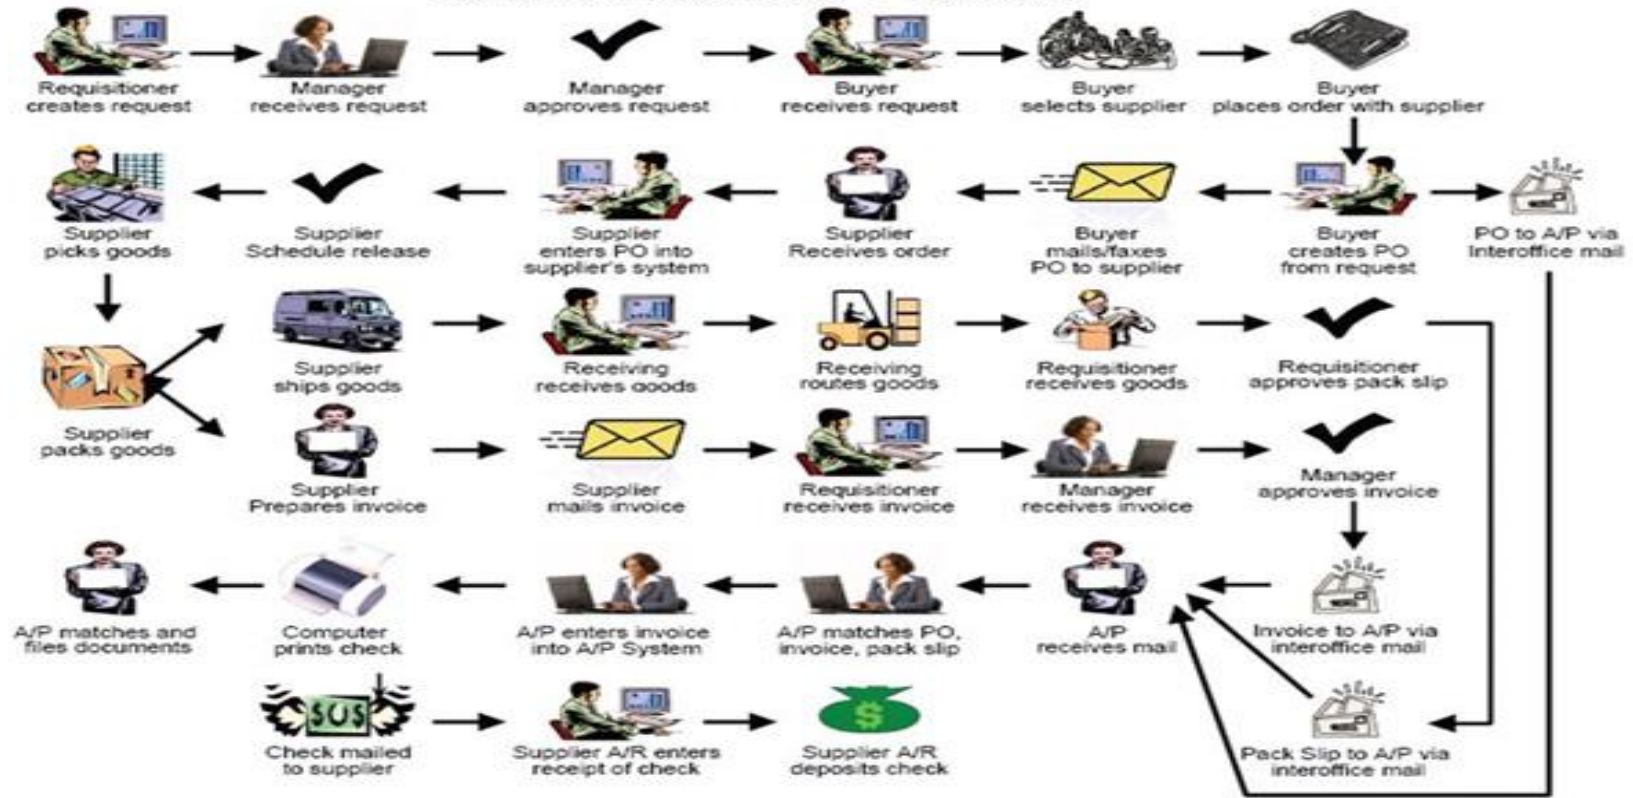 Requisitioner
creates request
Manager
receives request
Manager
approves request
Buyer
receives request
Buyer
selects supplier
Buyer
places order with supplier
Supplier
picks goods
Supplier
Schedule release
Supplier
enters PO into
supplier's system
Supplier
Receives order
Buyer
mails/faxes
PO to supplier
Buyer
creates PO
from request
PO to A/P via
Interoffice mail
Supplier
packs goods
Supplier
ships goods
Receiving
receives goods
Receiving
routes goods
Requisitioner
receives goods
Requisitioner
approves pack slip
Supplier
Prepares invoice
Supplier
mails invoice
Requisitioner
receives invoice
Manager
receives invoice
Manager
approves invoice
A/P matches and
files documents
Computer
prints check
A/P enters invoice
into A/P System
A/P matches PO,
invoice, pack slip
A/P
receives mail
Invoice to A/P via
interoffice mail
$US
Check mailed
to supplier
Supplier A/R enters
receipt of check
$
Supplier A/R
deposits check
Pack Slip to A/P via
interoffice mail